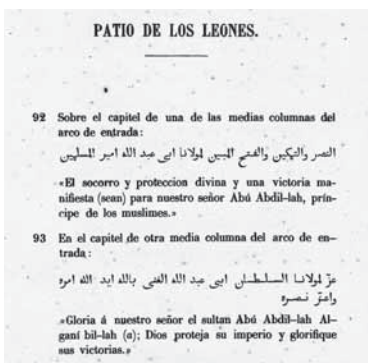 PATIO DE LOS LEONES.
92 Sobre el capitel de una de las medias columnas del
arco de entrada:
النصر والتمكين والفتح المبين لمولانا ابى عبد الله امير المسلمين
«El socorro y proteccion divina y una victoria ma-
nifiesta (sean) para nuestro señor Abú Abdil-lah, prín-
cipe de los muslimes.»
93 En el capitel de otra media columna del arco de en-
trada:
عز لمولانا السلطان ابى عبد الله الغنى بالله ايد الله امره
واعز نصره
«Gloria á nuestro señor el sultan Abú Abdil-lah Al-
ganí bil-lah (a); Dios proteja su imperio y glorifique
sus victorias.»